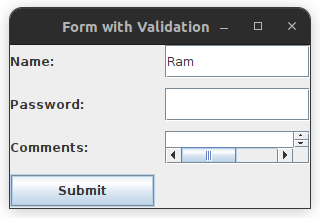 Form with Validation
Name:
Ram
Password:
Comments:
Submit